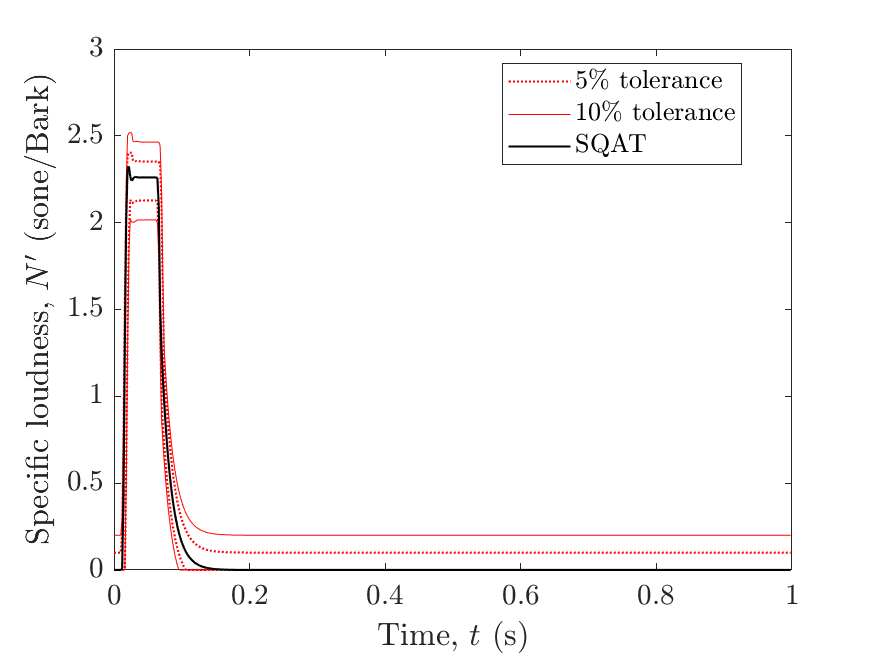 3
2.5
2
1.5
1
0.5
0
0
0.2
0.4
0.6
0.8
1
Specific loudness, N′ (sone/Bark)
Time, t (s)
5% tolerance
10% tolerance
SQAT